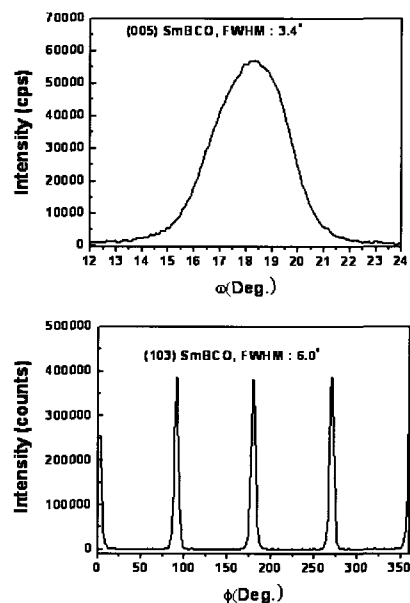 70000
(005) SmBCO, FWHM : 3.4°
60000
50000
40000
30000
20000
10000
0
Intensity (cps)
12 13 14 15 16 17 18 19 20 21 22 23 24
ω(Deg.)
500000
(103) SmBCO, FWHM : 6.0°
400000
300000
200000
100000
0
Intensity (counts)
0 50 100 150 200 250 300 350
ϕ(Deg.)